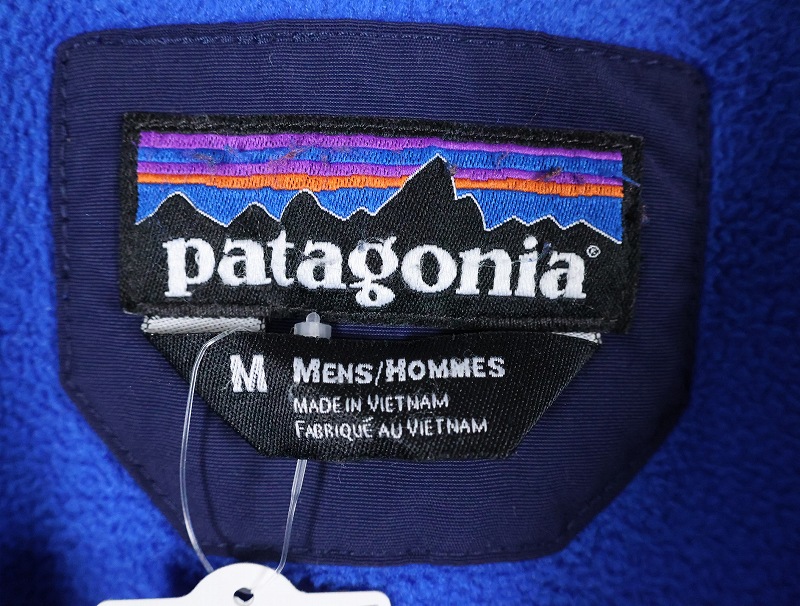 patagonia®
M MENS/HOMMES
MADE IN VIETNAM
FABRIQUÉ AU VIETNAM